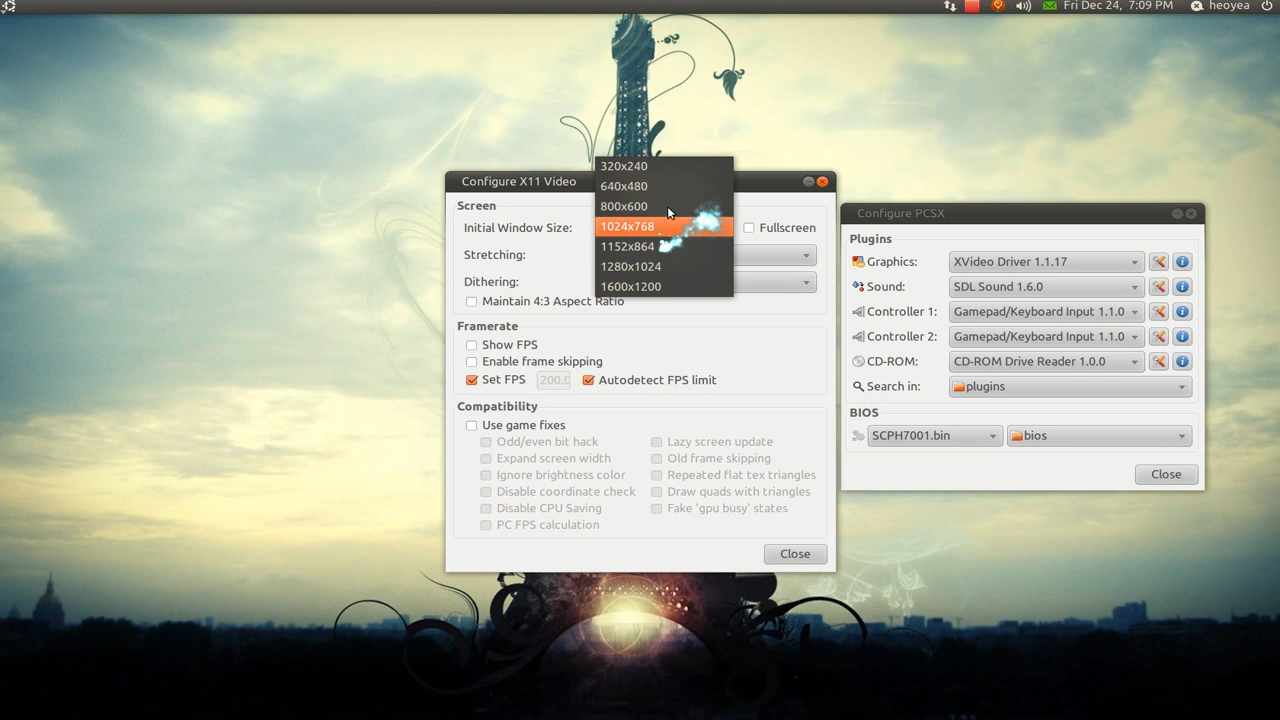 Fri Dec 24, 7:09 PM heoyea
Configure X11 Video
Screen
Initial Window Size:
320x240
640x480
800x600
1024x768
1152x864
1280x1024
1600x1200
Fullscreen
Stretching:
Dithering:
Maintain 4:3 Aspect Ratio
Framerate
Show FPS
Enable frame skipping
Set FPS 200.0 Autodetect FPS limit
Compatibility
Use game fixes
Odd/even bit hack Lazy screen update
Expand screen width Old frame skipping
Ignore brightness color Repeated flat tex triangles
Disable coordinate check Draw quads with triangles
Disable CPU Saving Fake 'gpu busy' states
PC FPS calculation
Close
Configure PCSX
Plugins
Graphics: XVideo Driver 1.1.17
Sound: SDL Sound 1.6.0
Controller 1: Gamepad/Keyboard Input 1.1.0
Controller 2: Gamepad/Keyboard Input 1.1.0
CD-ROM: CD-ROM Drive Reader 1.0.0
Search in: plugins
BIOS
SCPH7001.bin bios
Close